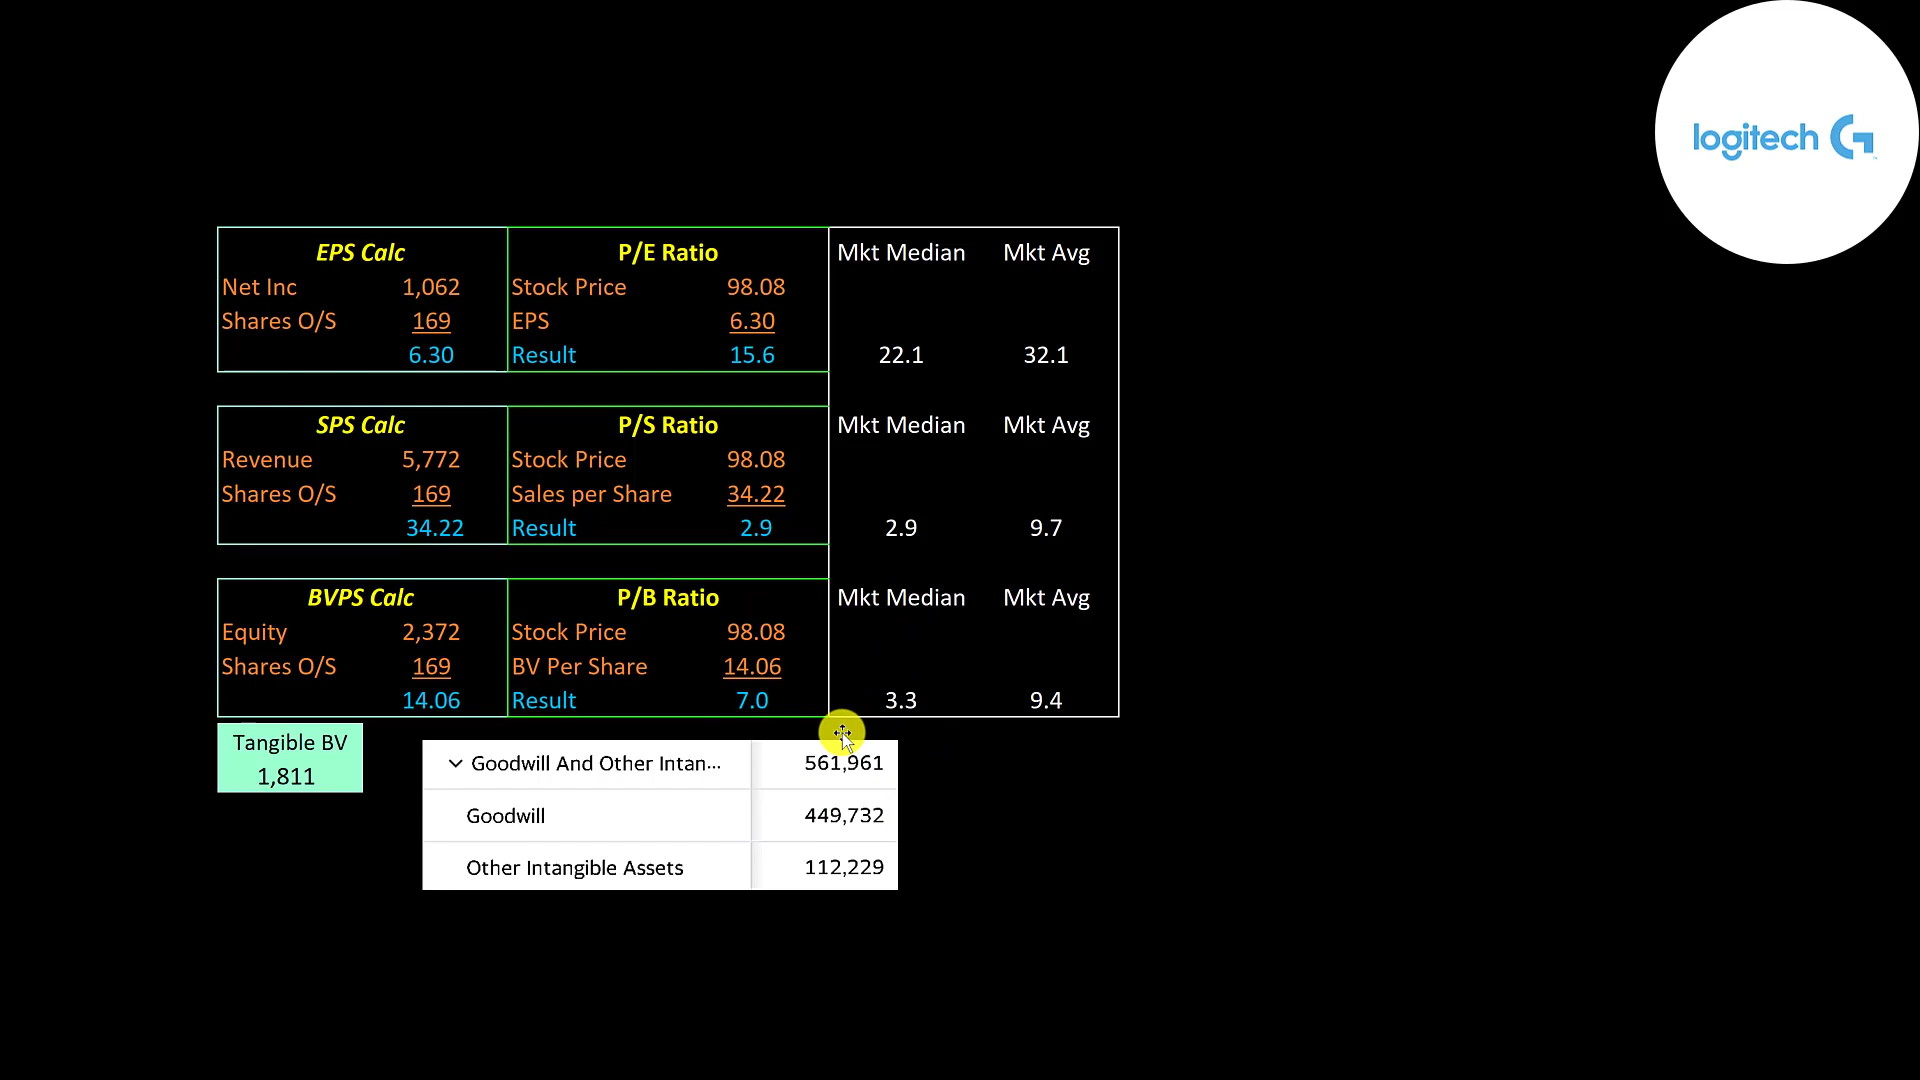 logitech G
EPS Calc P/E Ratio Mkt Median Mkt Avg
Net Inc 1,062 Stock Price 98.08
Shares O/S 169 EPS 6.30
6.30 Result 15.6 22.1 32.1
SPS Calc P/S Ratio Mkt Median Mkt Avg
Revenue 5,772 Stock Price 98.08
Shares O/S 169 Sales per Share 34.22
34.22 Result 2.9 2.9 9.7
BVPS Calc P/B Ratio Mkt Median Mkt Avg
Equity 2,372 Stock Price 98.08
Shares O/S 169 BV Per Share 14.06
14.06 Result 7.0 3.3 9.4
Tangible BV
1,811
Goodwill And Other Intan... 561,961
Goodwill 449,732
Other Intangible Assets 112,229